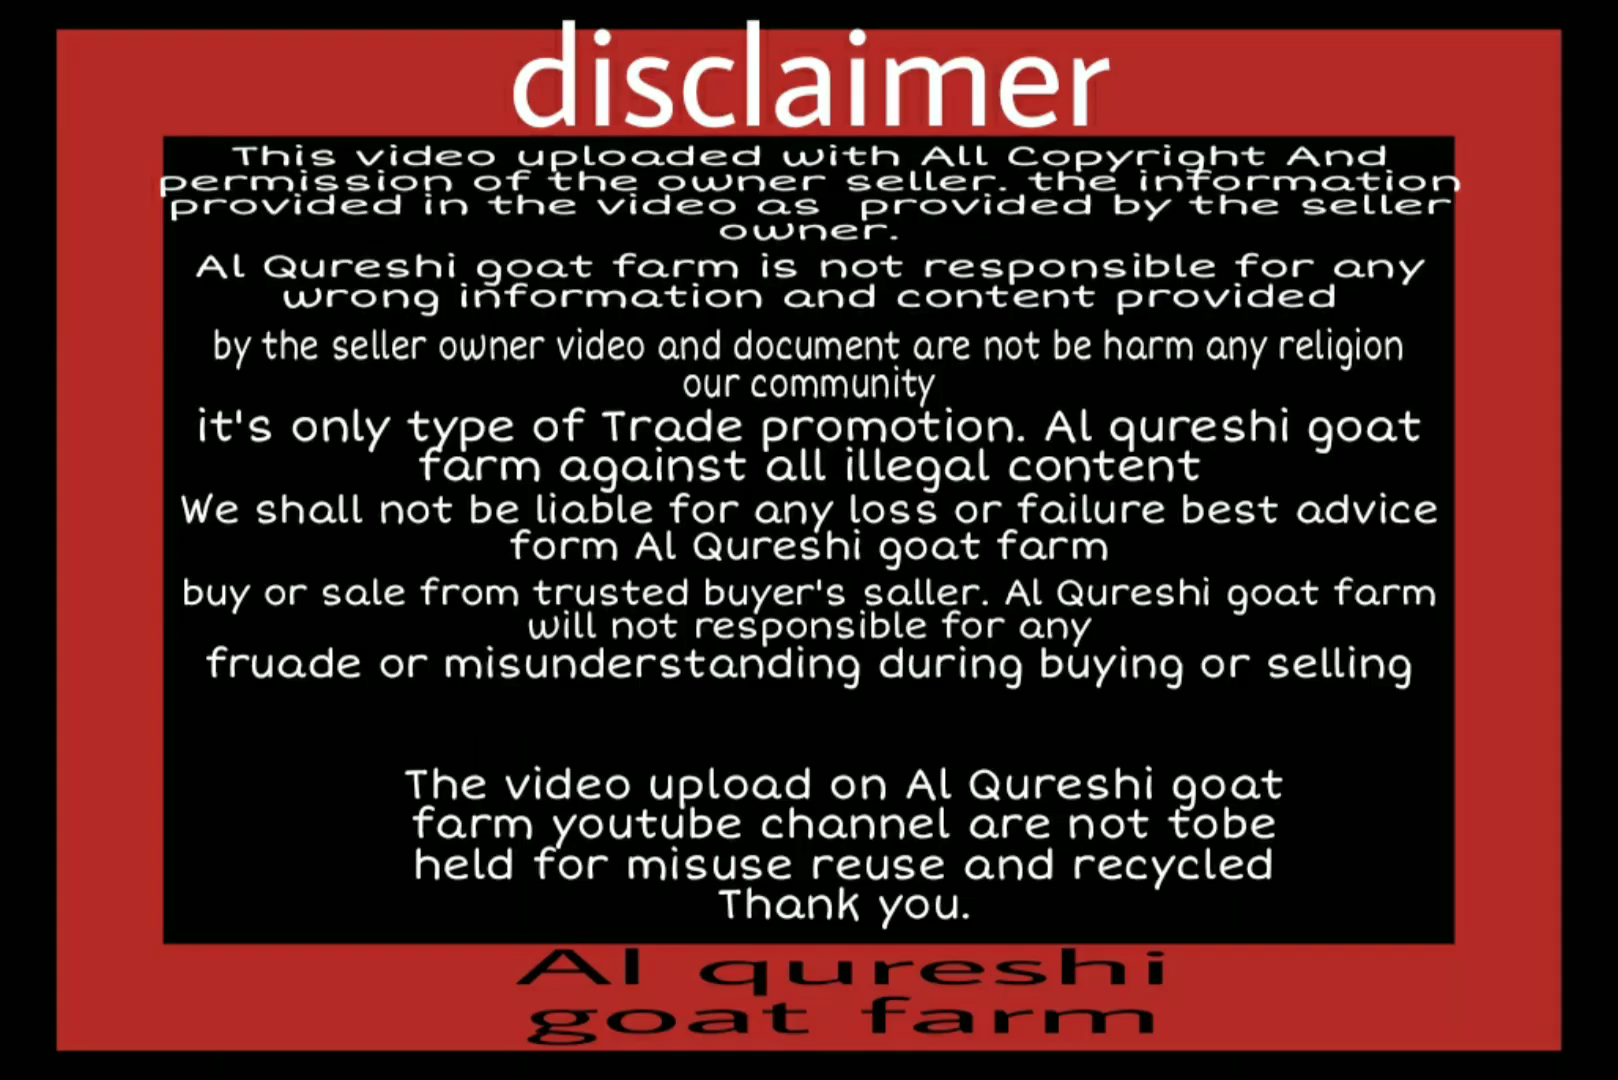 disclaimer
This video uploaded with All Copyright And
permission of the owner seller. the information
provided in the video as provided by the seller
owner.
Al Qureshi goat farm is not responsible for any
wrong information and content provided
by the seller owner video and document are not be harm any religion
our community
it's only type of Trade promotion. Al qureshi goat
farm against all illegal content
We shall not be liable for any loss or failure best advice
form Al Qureshi goat farm
buy or sale from trusted buyer's saller. Al Qureshi goat farm
will not responsible for any
fruade or misunderstanding during buying or selling
The video upload on Al Qureshi goat
farm youtube channel are not tobe
held for misuse reuse and recycled
Thank you.
Al qureshi
goat farm